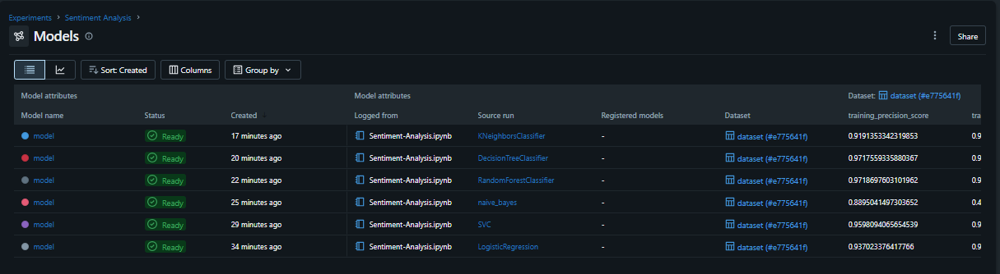 Experiments > Sentiment Analysis >
Models
Share
Sort: Created
Columns
Group by
Model attributes Model attributes Dataset: dataset (#e775641f)
Model name Status Created Logged from Source run Registered models Dataset training_precision_score tra
model Ready 17 minutes ago Sentiment-Analysis.ipynb KNeighborsClassifier - dataset (#e775641f) 0.9191353342319853 0.9
model Ready 20 minutes ago Sentiment-Analysis.ipynb DecisionTreeClassifier - dataset (#e775641f) 0.9717559335880367 0.9
model Ready 22 minutes ago Sentiment-Analysis.ipynb RandomForestClassifier - dataset (#e775641f) 0.9718697603101962 0.9
model Ready 25 minutes ago Sentiment-Analysis.ipynb naive_bayes - dataset (#e775641f) 0.8895041497303652 0.4
model Ready 29 minutes ago Sentiment-Analysis.ipynb SVC - dataset (#e775641f) 0.9598094065654539 0.9
model Ready 34 minutes ago Sentiment-Analysis.ipynb LogisticRegression - dataset (#e775641f) 0.937023376417766 0.9